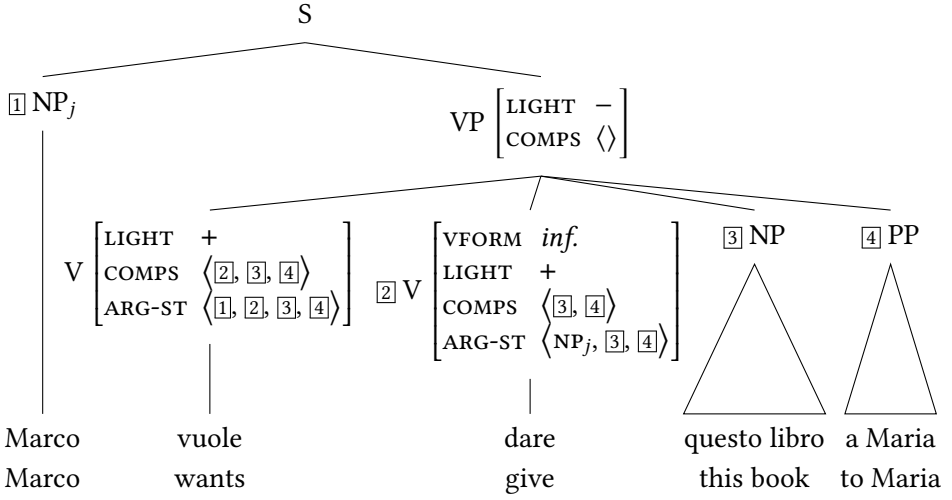 S
1 NPj
VP [LIGHT − COMPS ⟨⟩]
V [LIGHT + COMPS ⟨2, 3, 4⟩ ARG-ST ⟨1, 2, 3, 4⟩]
2 V [VFORM inf. LIGHT + COMPS ⟨3, 4⟩ ARG-ST ⟨NPj, 3, 4⟩]
3 NP
4 PP
Marco vuole dare questo libro a Maria
Marco wants give this book to Maria